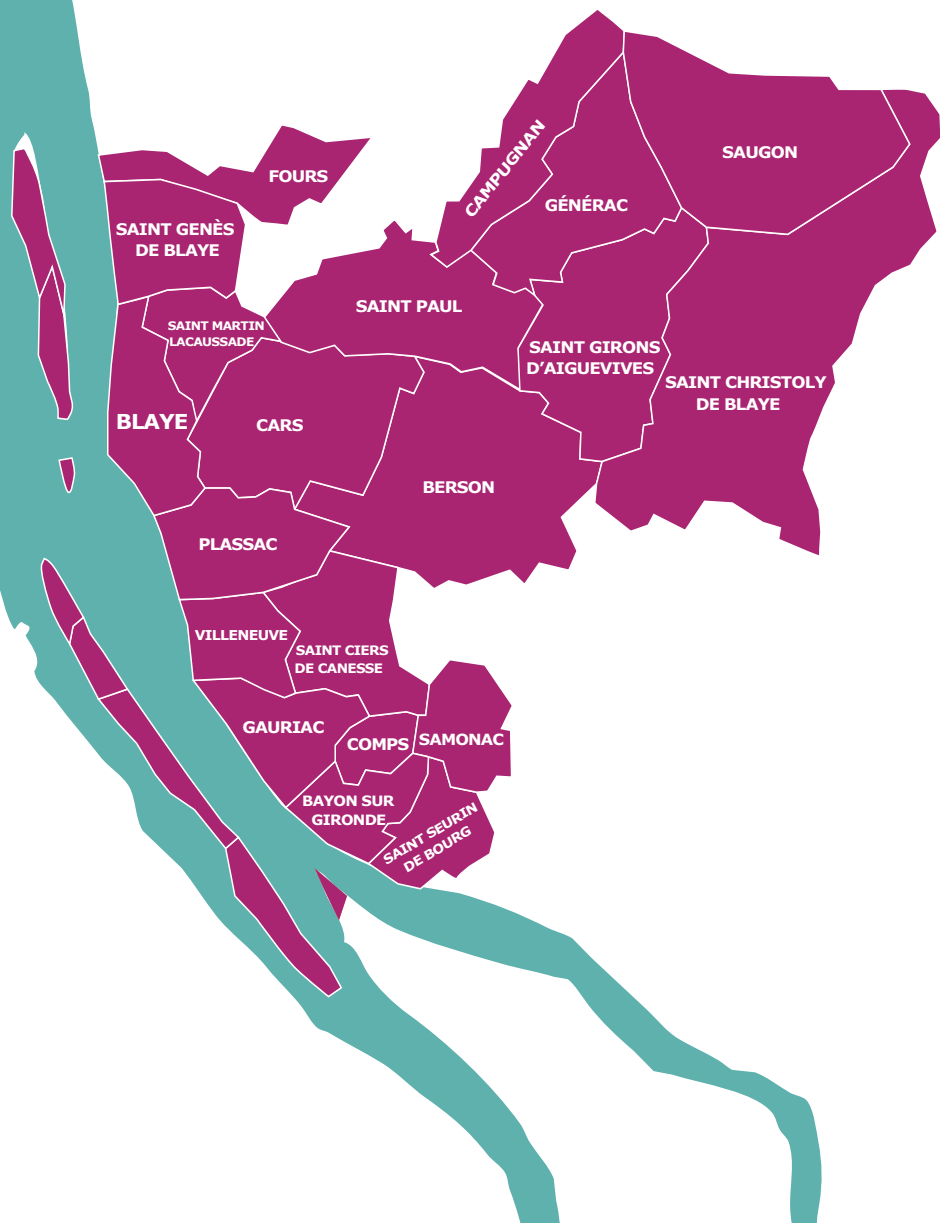 CAMPUGNAN
SAUGON
FOURS
GÉNÉRAC
SAINT GENÈS
DE BLAYE
SAINT PAUL
SAINT MARTIN
LACAUSSADE
SAINT GIRONS
D’AIGUEVIVES
SAINT CHRISTOLY
DE BLAYE
BLAYE
CARS
BERSON
PLASSAC
VILLENEUVE
SAINT CIERS
DE CANESSE
GAURIAC
COMPS
SAMONAC
BAYON SUR
GIRONDE
SAINT SEURIN
DE BOURG